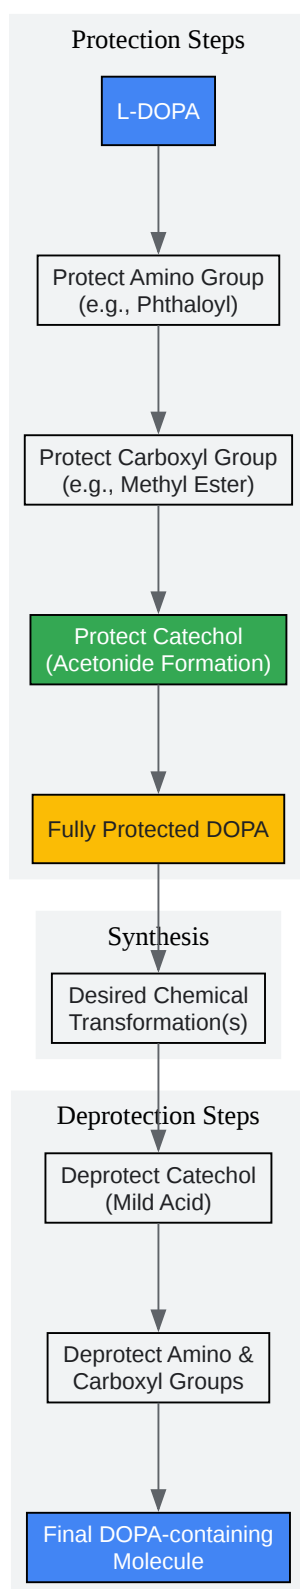 Protection Steps
L-DOPA
Protect Amino Group
(e.g., Phthaloyl)
Protect Carboxyl Group
(e.g., Methyl Ester)
Protect Catechol
(Acetonide Formation)
Fully Protected DOPA
Synthesis
Desired Chemical
Transformation(s)
Deprotection Steps
Deprotect Catechol
(Mild Acid)
Deprotect Amino &
Carboxyl Groups
Final DOPA-containing
Molecule